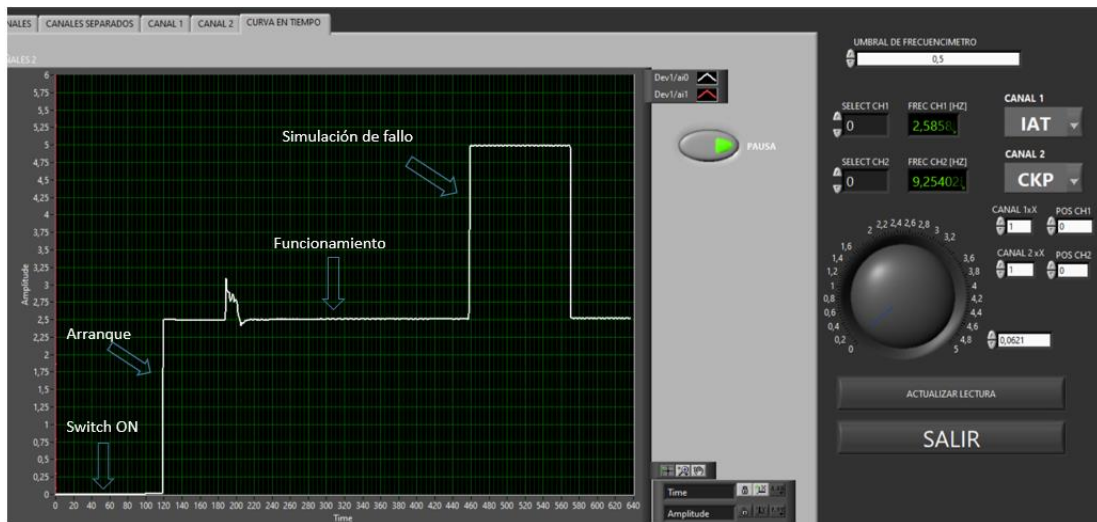 CANALES SEPARADOS
CANAL 1
CANAL 2
CURVA EN TIEMPO
6
5,75
5,5
5,25
5
4,75
4,5
4,25
4
3,75
3,5
3,25
3
2,75
2,5
2,25
2
1,75
1,5
1,25
1
0,75
0,5
0,25
0
Amplitude
Simulación de fallo
Funcionamiento
Arranque
Switch ON
0 20 40 60 80 100 120 140 160 180 200 220 240 260 280 300 320 340 360 380 400 420 440 460 480 500 520 540 560 580 600 620 640
Time
Dev1/ai0
Dev1/ai1
PAUSA
Time
Amplitude
UMBRAL DE FRECUENCIMETRO
0,5
SELECT CH1
0
FREC CH1 [HZ]
2,5858
CANAL 1
IAT
SELECT CH2
0
FREC CH2 [HZ]
9,2540
CANAL 2
CKP
CANAL 1xX
1
POS CH1
0
CANAL 2 xX
1
POS CH2
0
0
0,2
0,4
0,6
0,8
1
1,2
1,4
1,6
2 2,2 2,4 2,6 2,8 3
3,2
3,6
3,8
4
4,2
4,4
4,6
4,8
5
0,0621
ACTUALIZAR LECTURA
SALIR